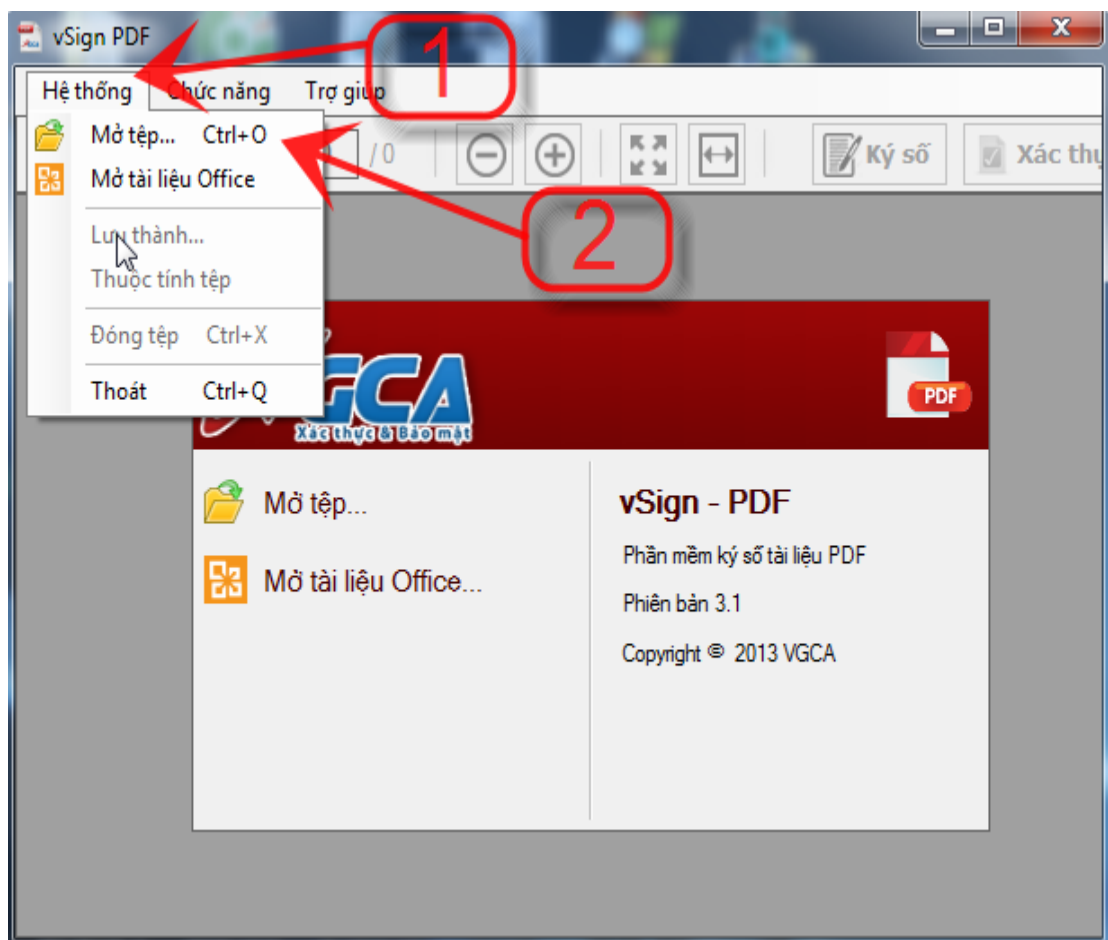 vSign PDF
1
Hệ thống Chức năng Trợ giúp
Mở tệp... Ctrl+O
/ 0
Ký số
Mở tài liệu Office
2
Lưu thành...
Thuộc tính tệp
Đóng tệp Ctrl+X
Thoát Ctrl+Q
PDF
Xác thực & Bảo mật
Mở tệp...
Mở tài liệu Office...
vSign - PDF
Phần mềm ký số tài liệu PDF
Phiên bản 3.1
Copyright © 2013 VGCA